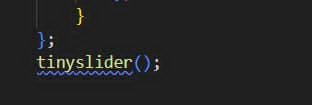 }
};
tinyslider();